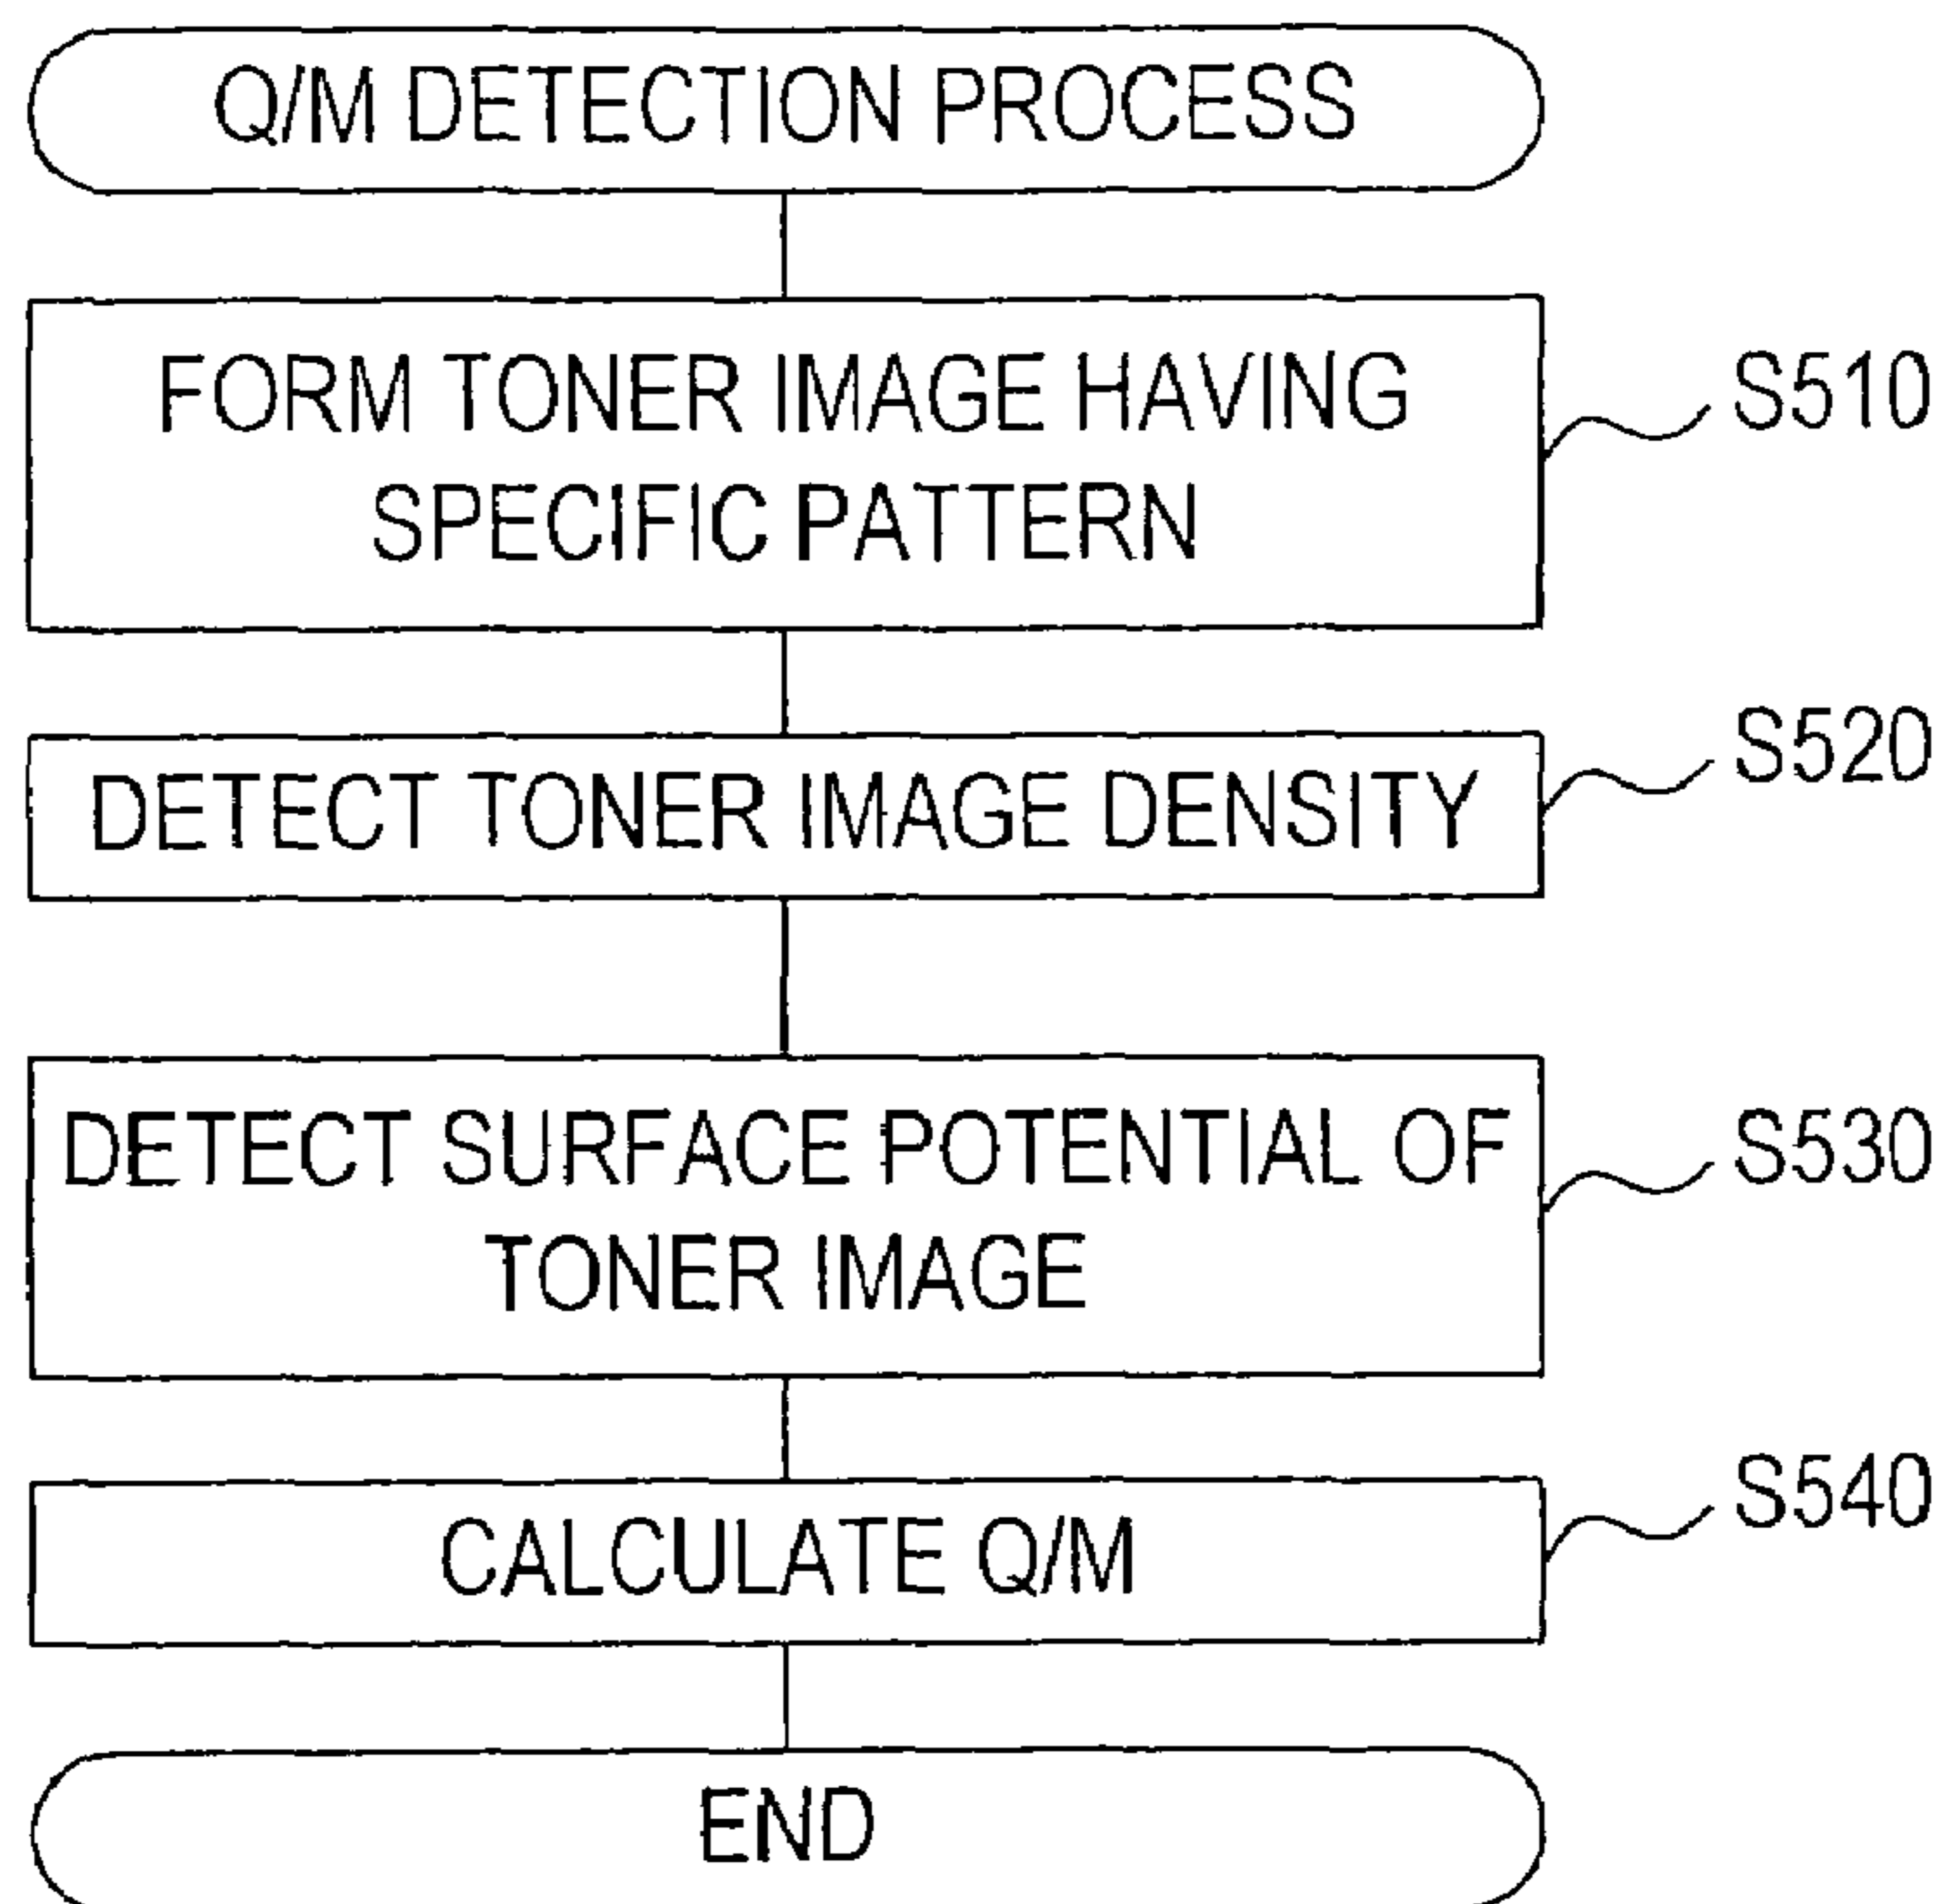 Q/M DETECTION PROCESS
FORM TONER IMAGE HAVING
SPECIFIC PATTERN
S510
DETECT TONER IMAGE DENSITY
S520
DETECT SURFACE POTENTIAL OF
TONER IMAGE
S530
CALCULATE Q/M
S540
END